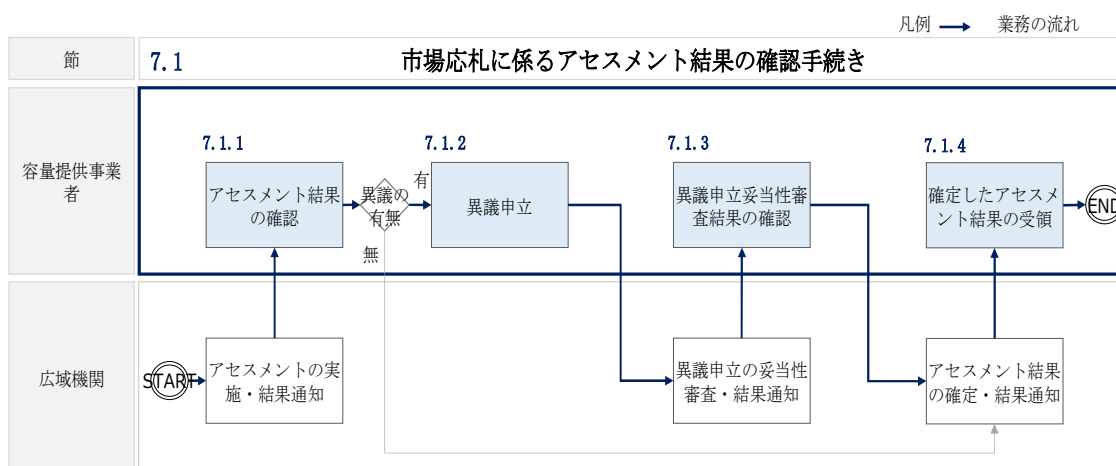 凡例 業務の流れ
節
7.1 市場応札に係るアセスメント結果の確認手続き
容量提供事業
者
7.1.1
アセスメント結果
の確認
異議の
有無
有
無
7.1.2
異議申立
7.1.3
異議申立妥当性審
査結果の確認
7.1.4
確定したアセスメ
ント結果の受領
END
広域機関
START
アセスメントの実
施・結果通知
異議申立の妥当性
審査・結果通知
アセスメント結果
の確定・結果通知